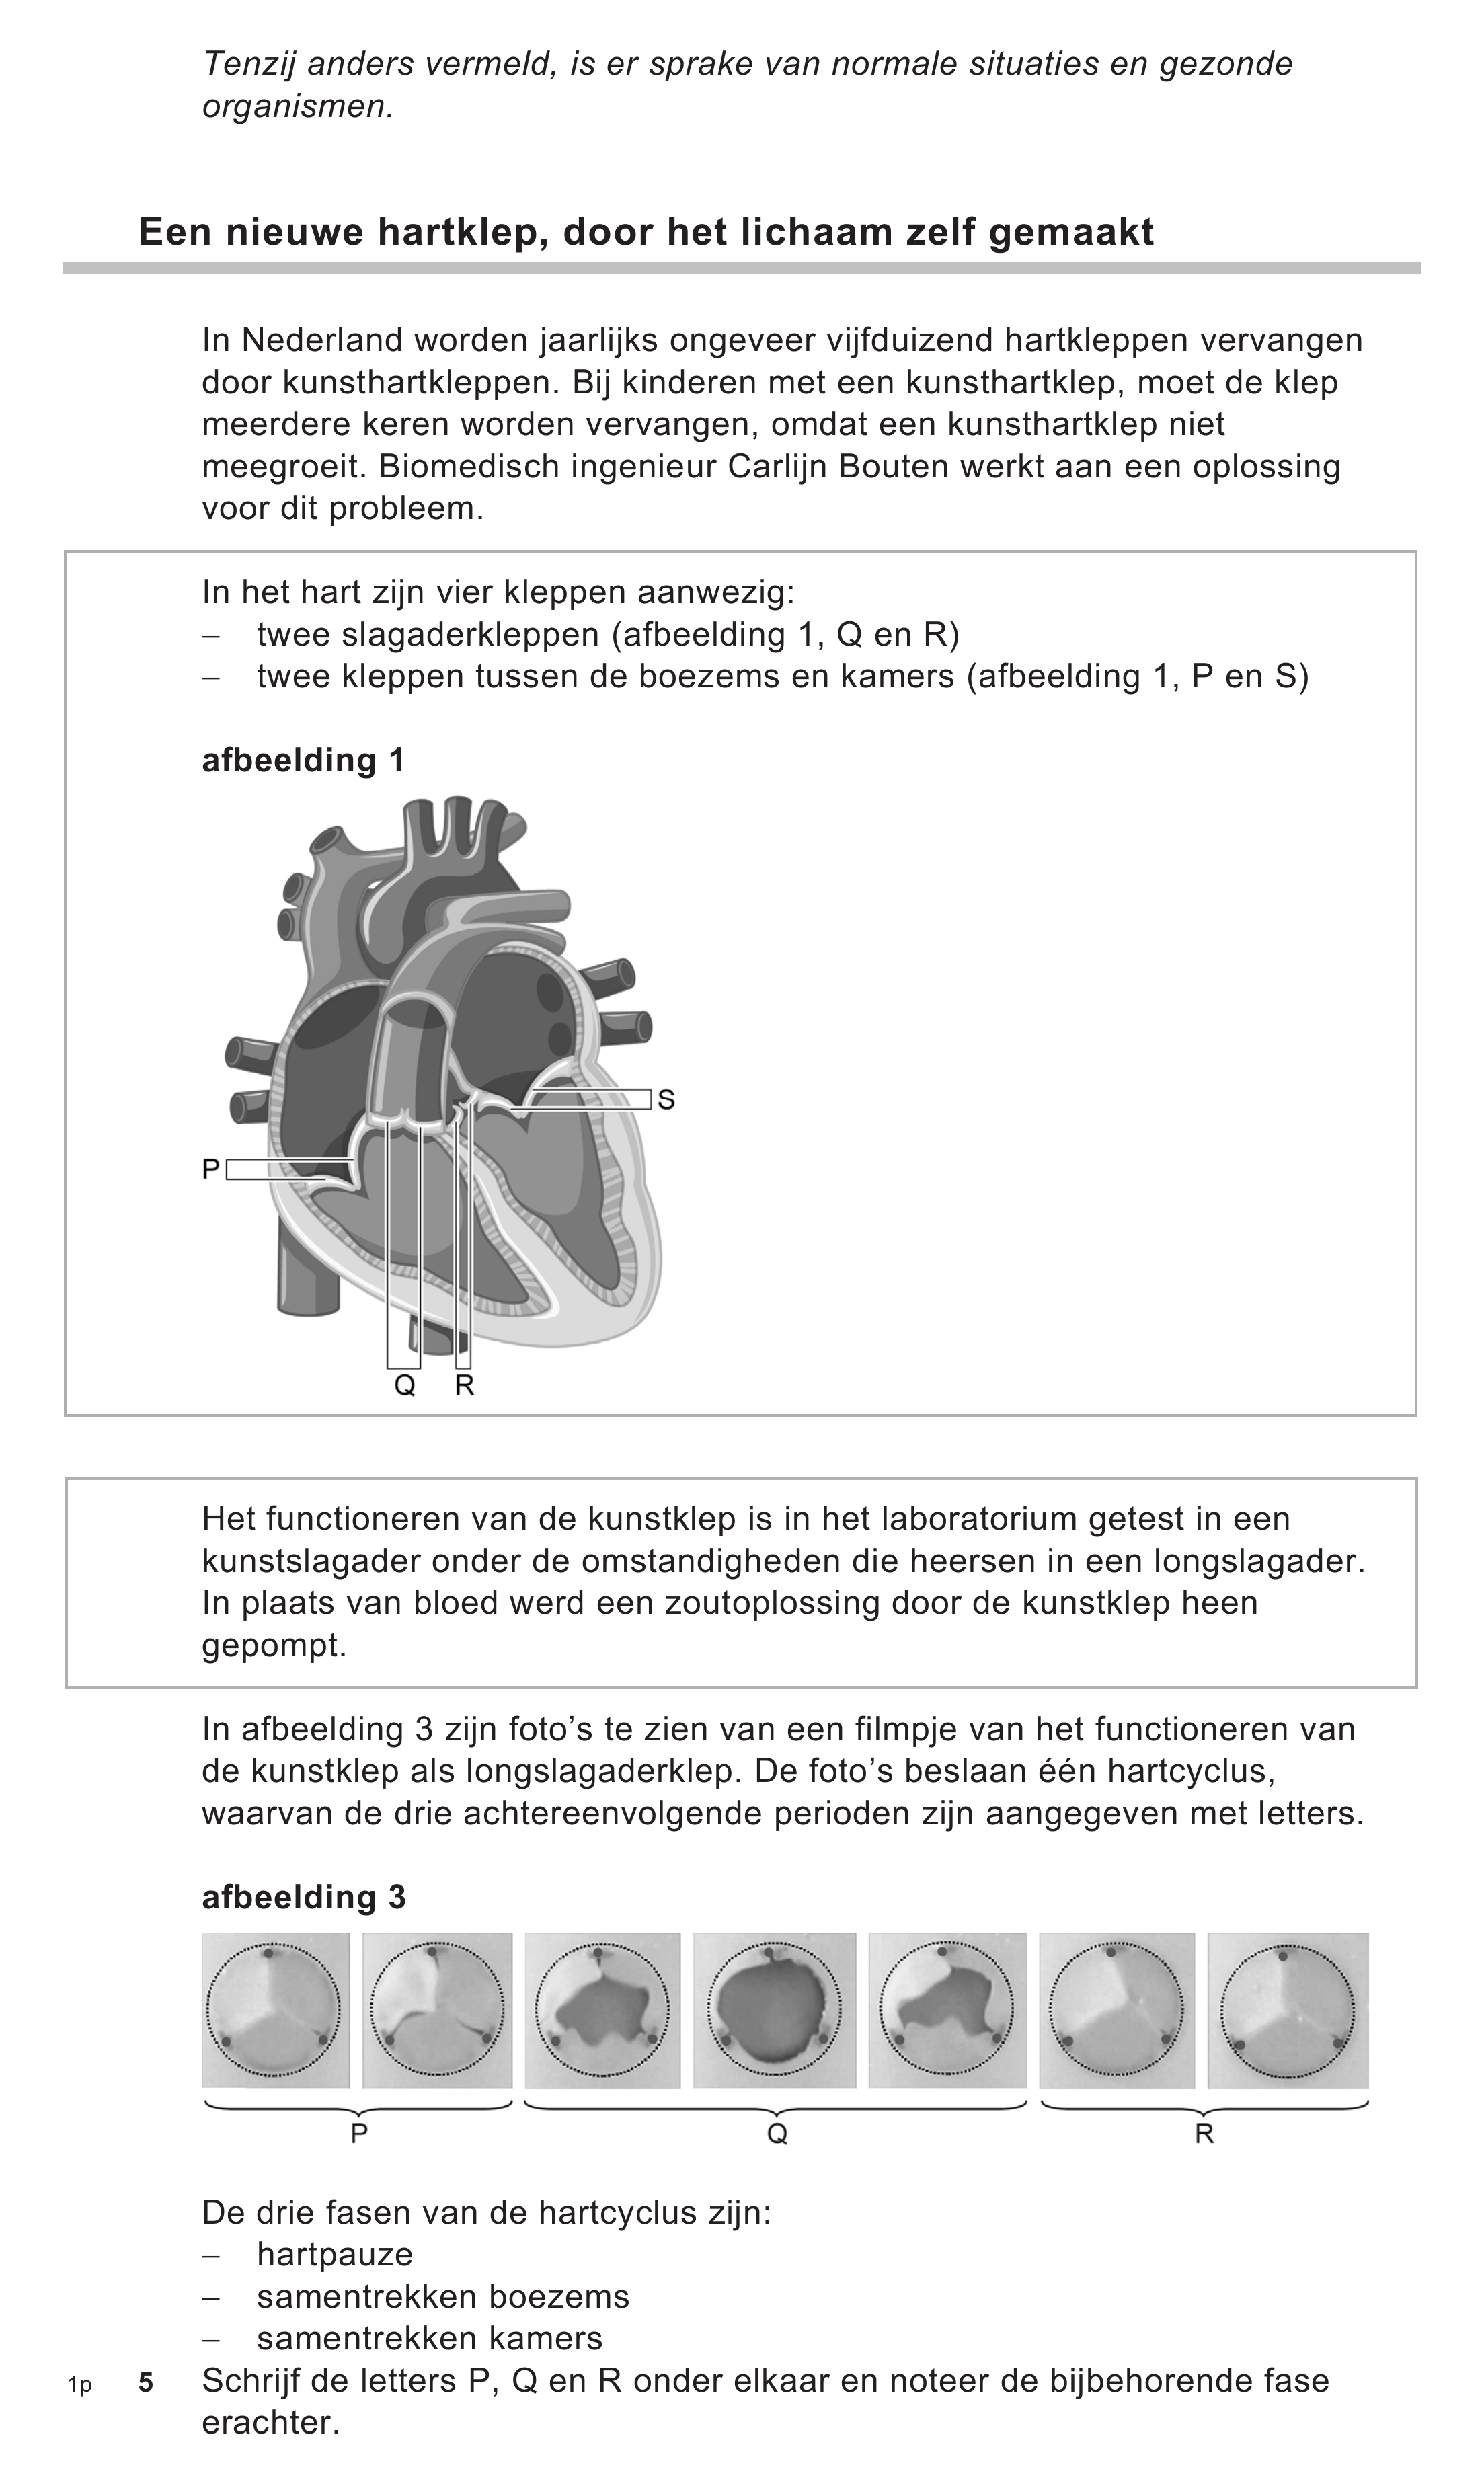 Tenzij anders vermeld, is er sprake van normale situaties en gezonde
organismen.
Een nieuwe hartklep, door het lichaam zelf gemaakt
In Nederland worden jaarlijks ongeveer vijfduizend hartkleppen vervangen
door kunsthartkleppen. Bij kinderen met een kunsthartklep, moet de klep
meerdere keren worden vervangen, omdat een kunsthartklep niet
meegroeit. Biomedisch ingenieur Carlijn Bouten werkt aan een oplossing
voor dit probleem.
In het hart zijn vier kleppen aanwezig:
– twee slagaderkleppen (afbeelding 1, Q en R)
– twee kleppen tussen de boezems en kamers (afbeelding 1, P en S)
afbeelding 1
S
P
Q R
Het functioneren van de kunstklep is in het laboratorium getest in een
kunstslagader onder de omstandigheden die heersen in een longslagader.
In plaats van bloed werd een zoutoplossing door de kunstklep heen
gepompt.
In afbeelding 3 zijn foto's te zien van een filmpje van het functioneren van
de kunstklep als longslagaderklep. De foto's beslaan één hartcyclus,
waarvan de drie achtereenvolgende perioden zijn aangegeven met letters.
afbeelding 3
P Q R
De drie fasen van de hartcyclus zijn:
– hartpauze
– samentrekken boezems
– samentrekken kamers
1p 5 Schrijf de letters P, Q en R onder elkaar en noteer de bijbehorende fase
erachter.